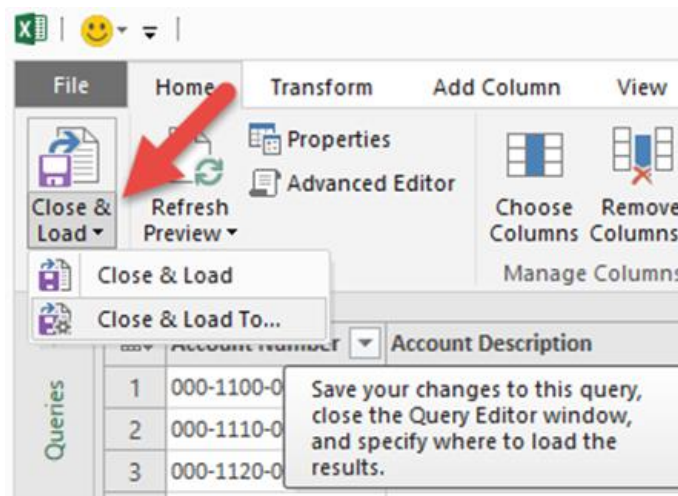 File Home Transform Add Column View
Properties
Advanced Editor
Close &
Load
Refresh
Preview
Choose
Columns
Remove
Columns
Manage Columns
Close & Load
Close & Load To...
Account Number Account Description
Queries
1 000-1100-0
2 000-1110-0
3 000-1120-0
Save your changes to this query,
close the Query Editor window,
and specify where to load the
results.